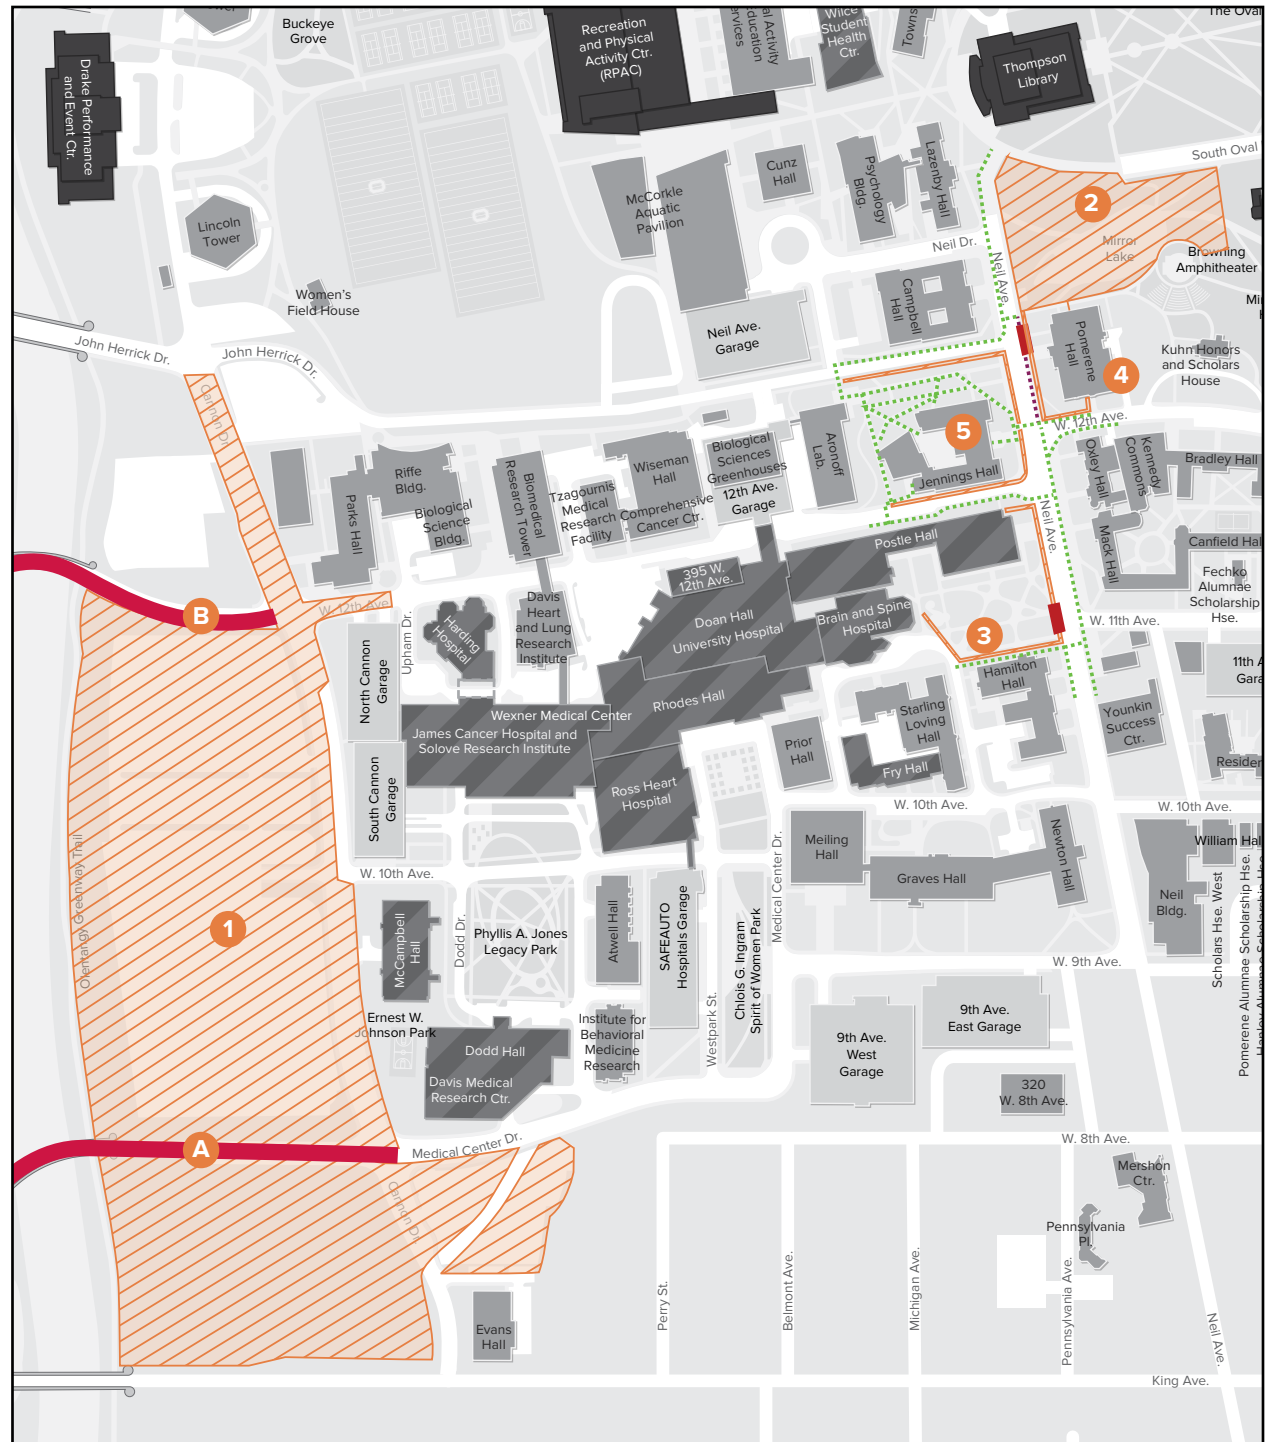 Buckeye
Grove
Drake Performance
and Event Ctr.
Recreation
and Physical
Activity Ctr.
(RPAC)
Wilce
Student
Health
Ctr.
Thompson
Library
The Oval
South Oval
Cunz
Hall
Psychology
Bldg.
Lazenby Hall
McCorkle
Aquatic
Pavilion
Lincoln
Tower
2
Mirror
Lake
Browning
Amphitheater
Neil Dr.
Neil Ave.
Women's
Field House
Campbell
Hall
Neil Ave.
Garage
Pomerene
Hall
4
Kuhn Honors
and Scholars
House
John Herrick Dr.
John Herrick Dr.
Cannon Dr.
W. 12th Ave.
5
Jennings Hall
Aronoff
Lab.
Biological
Sciences
Greenhouses
12th Ave.
Garage
Wiseman
Hall
Comprehensive
Cancer Ctr.
Tzagournis
Medical
Research
Facility
Biomedical
Research Tower
Riffe
Bldg.
Biological
Science
Bldg.
Parks Hall
Oxley Hall
Kennedy
Commons
Bradley Hall
Mack Hall
Canfield Hal
Fechko
Alumnae
Scholarship
Hse.
Neil Ave.
Postle Hall
395 W.
12th Ave.
Doan Hall
University Hospital
Brain and Spine
Hospital
Davis
Heart
and Lung
Research
Institute
Harding
Hospital
Upham Dr.
W. 12th Ave.
B
3
W. 11th Ave.
11th A
Gara
Hamilton
Hall
Younkin
Success
Ctr.
Starling
Loving
Hall
Fry Hall
Prior
Hall
Rhodes Hall
Wexner Medical Center
James Cancer Hospital and
Solove Research Institute
Ross Heart
Hospital
North Cannon
Garage
South Cannon
Garage
W. 10th Ave.
W. 10th Ave.
W. 10th Ave.
Meiling
Hall
Graves Hall
Newton Hall
Neil
Bldg.
William Hal
Scholars Hse. West
Pomerene Alumnae Scholarship Hse.
Olentangy Greenway Trail
1
McCampbell
Hall
Dodd Dr.
Phyllis A. Jones
Legacy Park
Atwell Hall
SAFEAUTO
Hospitals Garage
Chlois G. Ingram
Spirit of Women Park
Medical Center Dr.
Westpark St.
W. 9th Ave.
9th Ave.
East Garage
9th Ave.
West
Garage
320
W. 8th Ave.
Ernest W.
Johnson Park
Institute for
Behavioral
Medicine
Research
Dodd Hall
Davis Medical
Research Ctr.
A
Medical Center Dr.
Cannon Dr.
W. 8th Ave.
Mershon
Ctr.
Pennsylvania
Pl.
Perry St.
Belmont Ave.
Michigan Ave.
Pennsylvania Ave.
Neil Ave.
Evans
Hall
King Ave.